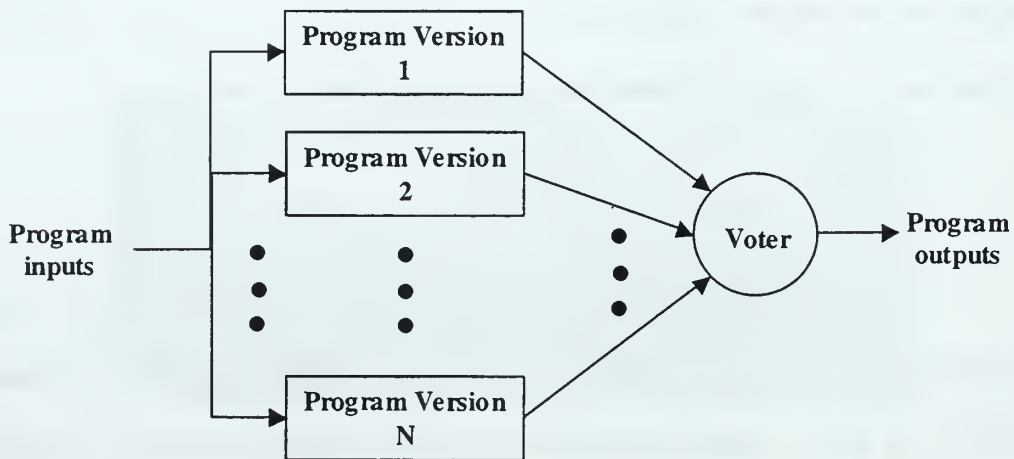 Program Version
1
Program Version
2
Program
inputs
Voter
Program
outputs
Program Version
N